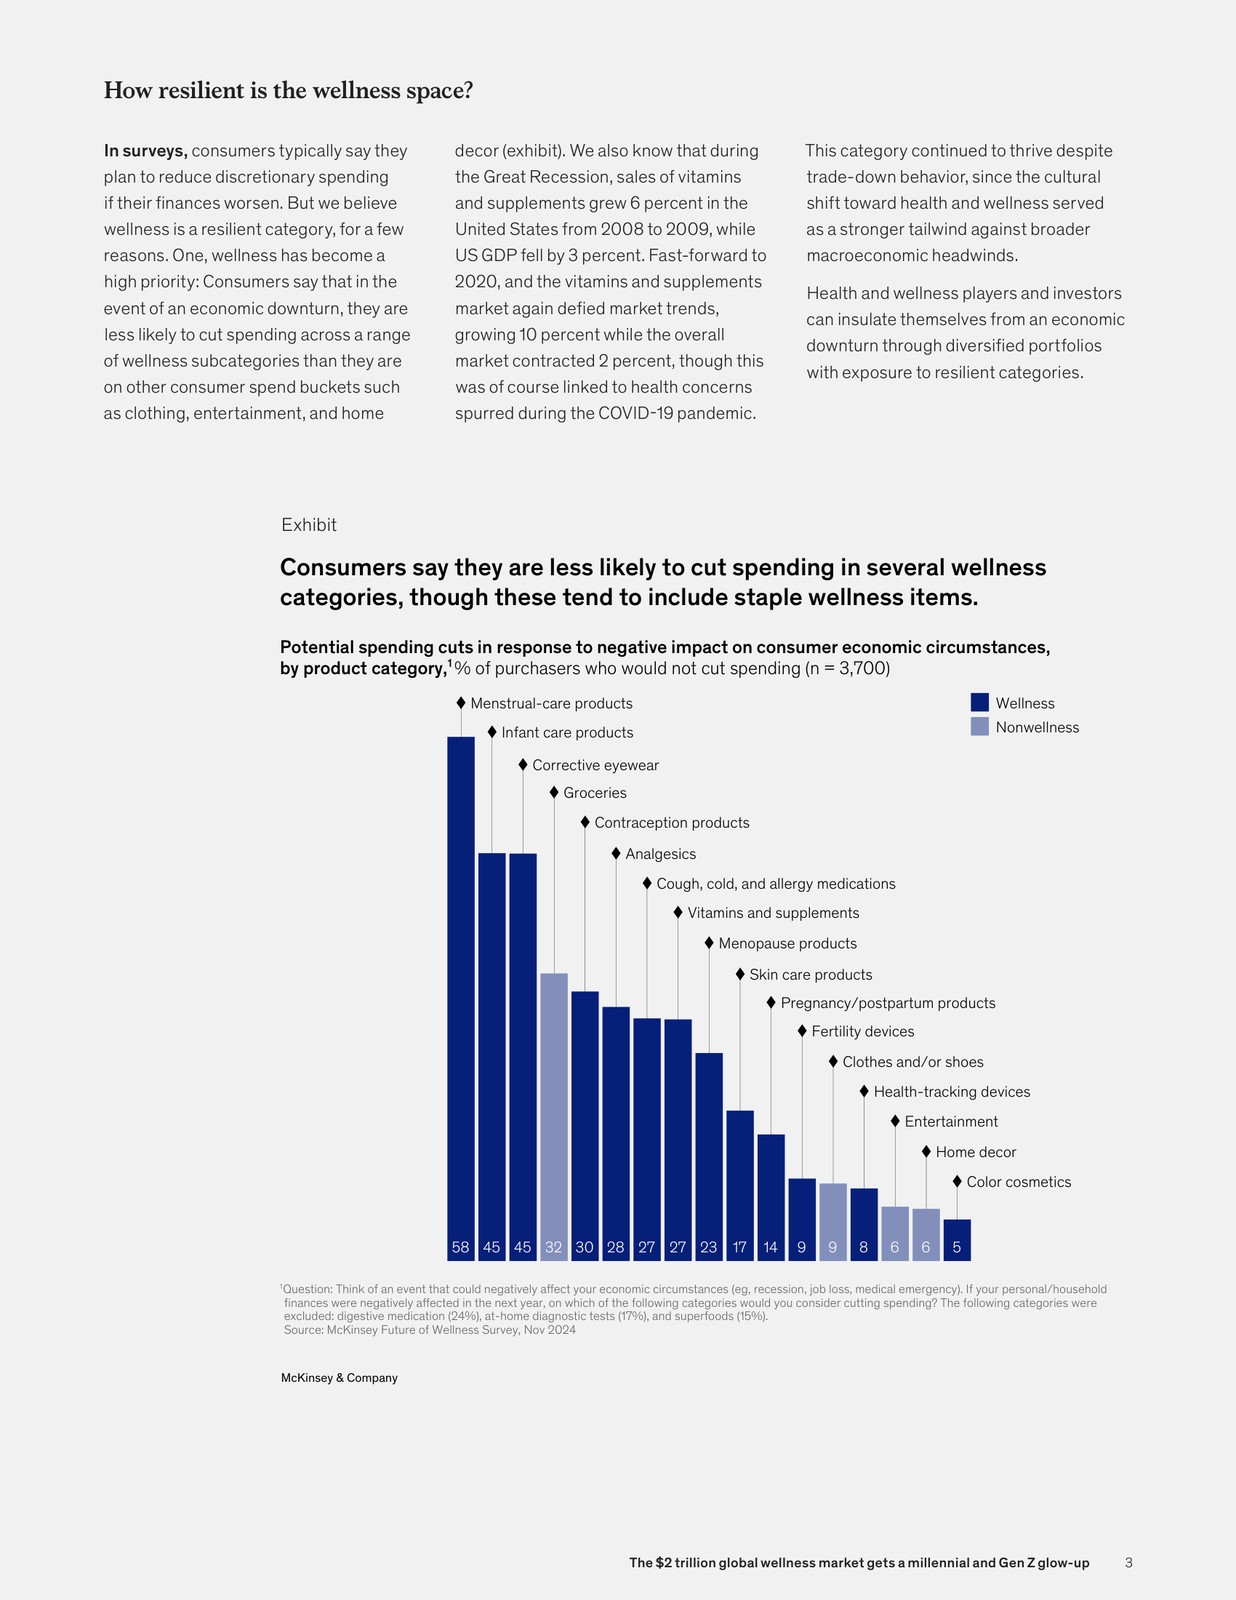 How resilient is the wellness space?
In surveys, consumers typically say they
plan to reduce discretionary spending
if their finances worsen. But we believe
wellness is a resilient category, for a few
reasons. One, wellness has become a
high priority: Consumers say that in the
event of an economic downturn, they are
less likely to cut spending across a range
of wellness subcategories than they are
on other consumer spend buckets such
as clothing, entertainment, and home
decor (exhibit). We also know that during
the Great Recession, sales of vitamins
and supplements grew 6 percent in the
United States from 2008 to 2009, while
US GDP fell by 3 percent. Fast-forward to
2020, and the vitamins and supplements
market again defied market trends,
growing 10 percent while the overall
market contracted 2 percent, though this
was of course linked to health concerns
spurred during the COVID-19 pandemic.
This category continued to thrive despite
trade-down behavior, since the cultural
shift toward health and wellness served
as a stronger tailwind against broader
macroeconomic headwinds.
Health and wellness players and investors
can insulate themselves from an economic
downturn through diversified portfolios
with exposure to resilient categories.
Exhibit
Consumers say they are less likely to cut spending in several wellness
categories, though these tend to include staple wellness items.
Potential spending cuts in response to negative impact on consumer economic circumstances,
by product category,¹ % of purchasers who would not cut spending (n = 3,700)
Menstrual-care products
Infant care products
Corrective eyewear
Groceries
Contraception products
Analgesics
Cough, cold, and allergy medications
Vitamins and supplements
Menopause products
Skin care products
Pregnancy/postpartum products
Fertility devices
Clothes and/or shoes
Health-tracking devices
Entertainment
Home decor
Color cosmetics
Wellness
Nonwellness
58 45 45 32 30 28 27 27 23 17 14 9 9 8 6 6 5
¹Question: Think of an event that could negatively affect your economic circumstances (eg, recession, job loss, medical emergency). If your personal/household
finances were negatively affected in the next year, on which of the following categories would you consider cutting spending? The following categories were
excluded: digestive medication (24%), at-home diagnostic tests (17%), and superfoods (15%).
Source: McKinsey Future of Wellness Survey, Nov 2024
McKinsey & Company
The $2 trillion global wellness market gets a millennial and Gen Z glow-up 3